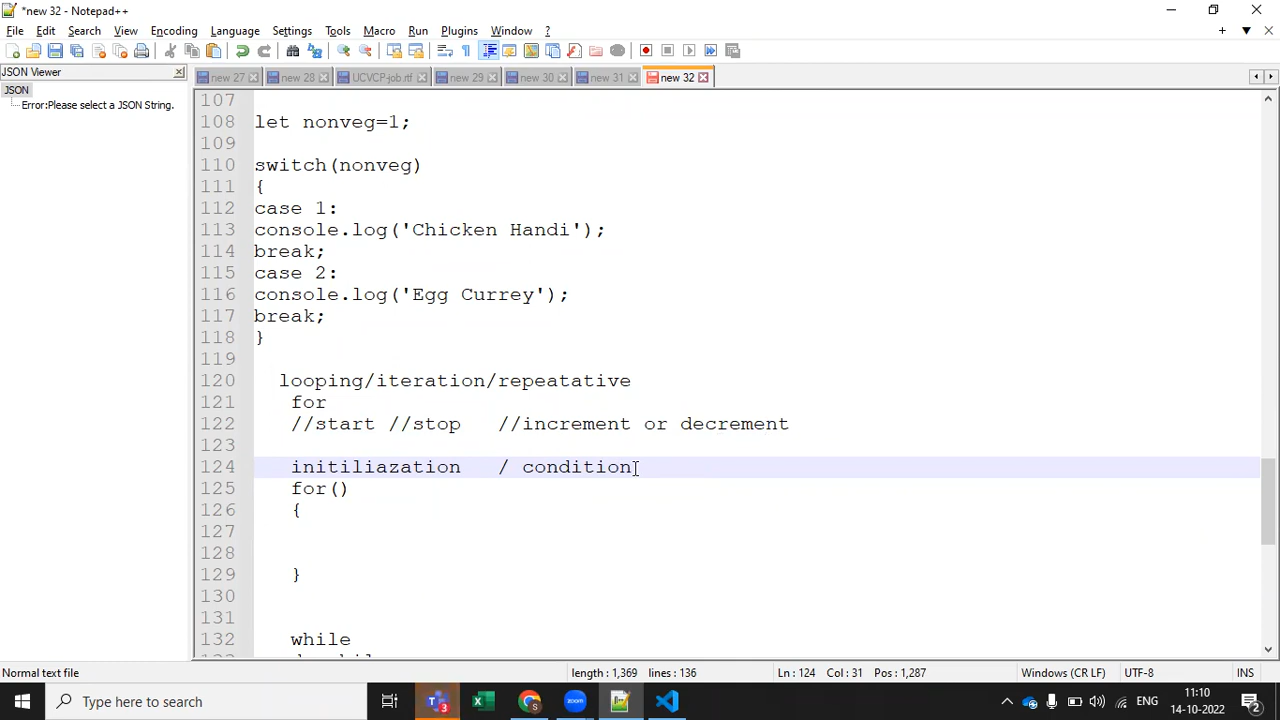 *new 32 - Notepad++
File Edit Search View Encoding Language Settings Tools Macro Run Plugins Window ?
JSON Viewer
new 27 new 28 UCVCP-job.rtf new 29 new 30 new 31 new 32
JSON
Error:Please select a JSON String.
107
108 let nonveg=1;
109
110 switch(nonveg)
111 {
112 case 1:
113 console.log('Chicken Handi');
114 break;
115 case 2:
116 console.log('Egg Currey');
117 break;
118 }
119
120 looping/iteration/repeatative
121 for
122 //start //stop //increment or decrement
123
124 initiliazation / condition
125 for()
126 {
127
128
129 }
130
131
132 while
Normal text file length : 1,369 lines : 136 Ln : 124 Col : 31 Pos : 1,287 Windows (CR LF) UTF-8 INS
Type here to search
ENG 11:10
14-10-2022
3
2